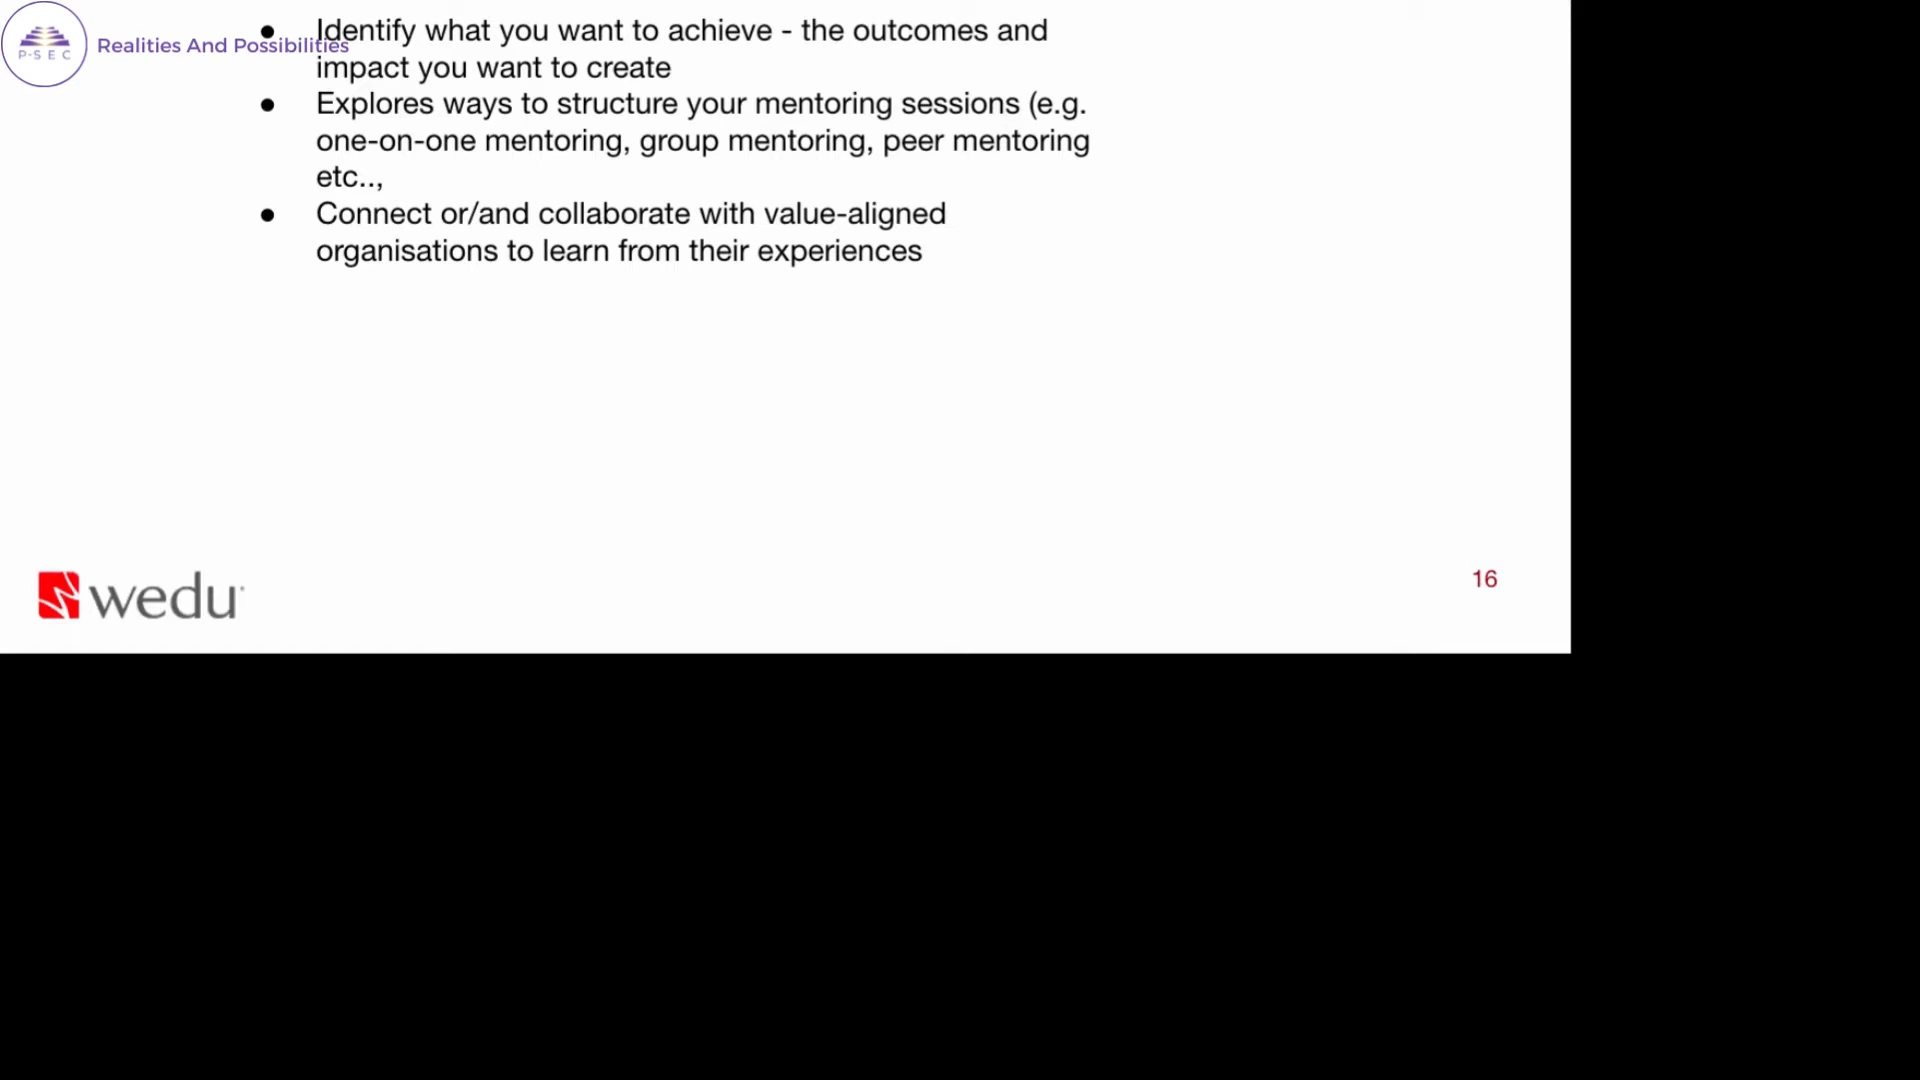 P-SEC
Realities And Possibilities
● Identify what you want to achieve - the outcomes and
impact you want to create
● Explores ways to structure your mentoring sessions (e.g.
one-on-one mentoring, group mentoring, peer mentoring
etc..,
● Connect or/and collaborate with value-aligned
organisations to learn from their experiences
wedu
16